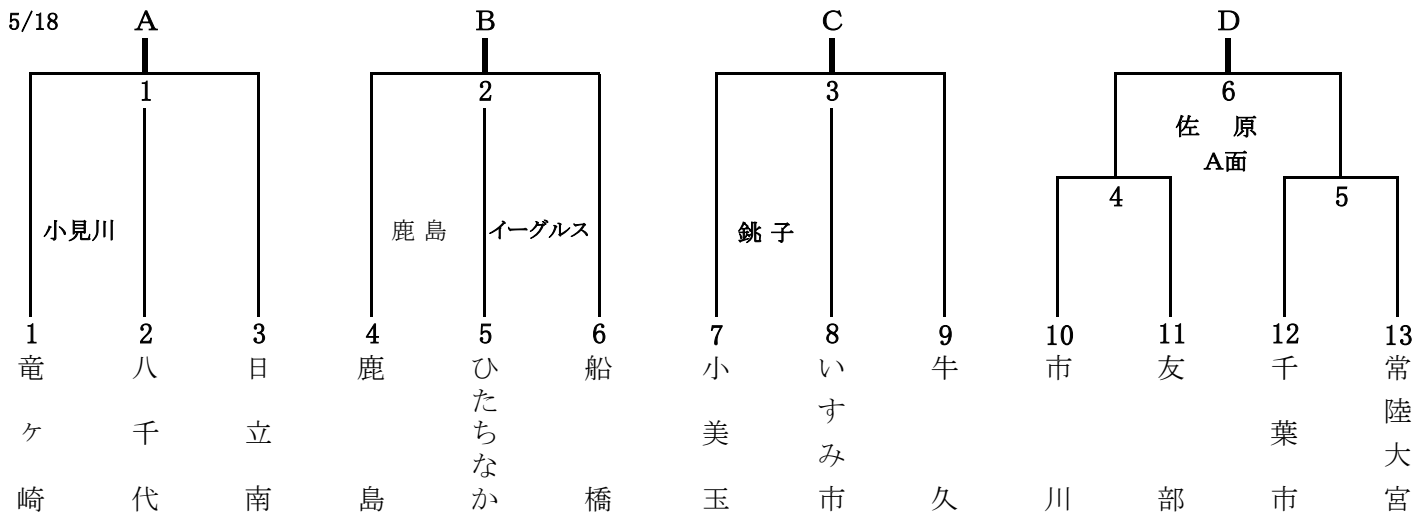 5/18 A B C D
1 2 3 6
佐 原
A面
4 5
小見川 鹿 島 イーグルス 銚 子
1 2 3 4 5 6 7 8 9 10 11 12 13
竜ヶ崎
八千代
日立南
鹿島
ひたちなか
船橋
小美玉
いすみ市
牛久
市川
友部
千葉市
常陸大宮